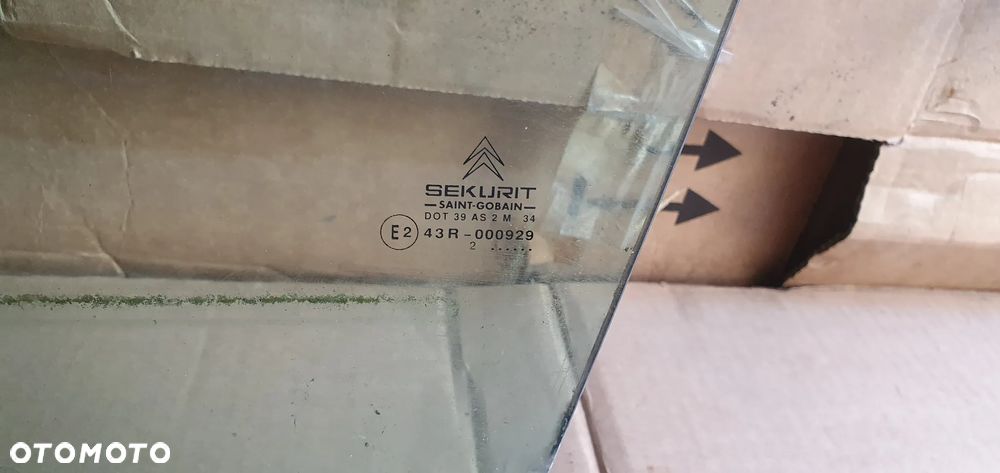 SEKURIT
SAINT-GOBAIN
DOT 39 AS 2 M 34
E2 43R-000929
2 ......
OTOMOTO